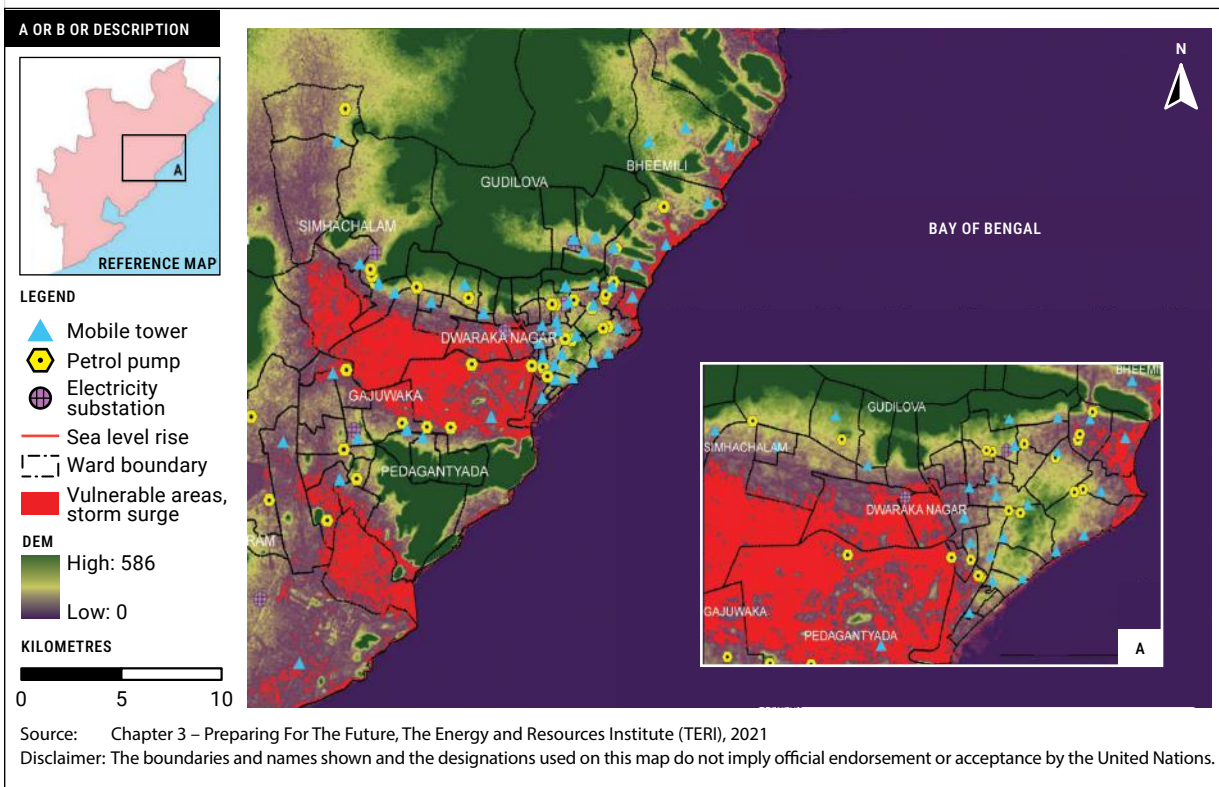 A OR B OR DESCRIPTION
A
REFERENCE MAP
LEGEND
Mobile tower
Petrol pump
Electricity
substation
Sea level rise
Ward boundary
Vulnerable areas,
storm surge
DEM
High: 586
Low: 0
KILOMETRES
0 5 10
N
BHEEMILI
GUDILOVA
SIMHACHALAM
BAY OF BENGAL
DWARAKA NAGAR
GAJUWAKA
PEDAGANTYADA
RAM
BHEEMI
GUDILOVA
SIMHACHALAM
DWARAKA NAGAR
GAJUWAKA
PEDAGANTYADA
A
Source: Chapter 3 – Preparing For The Future, The Energy and Resources Institute (TERI), 2021
Disclaimer: The boundaries and names shown and the designations used on this map do not imply official endorsement or acceptance by the United Nations.